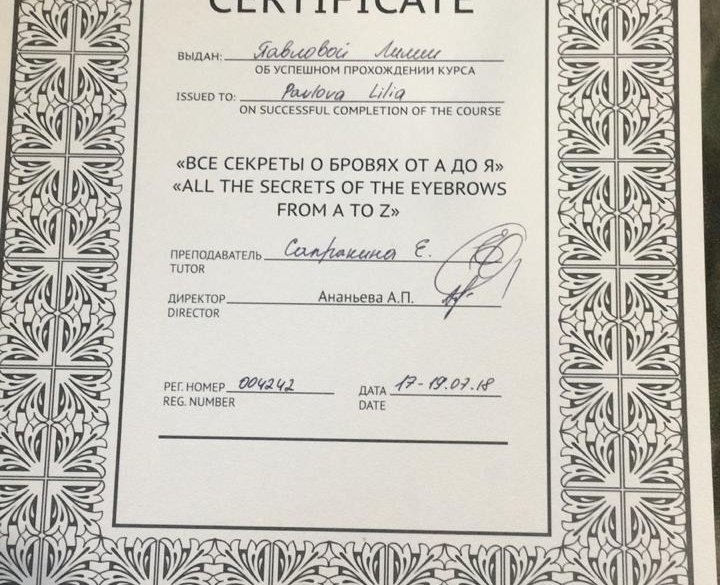 CERTIFICATE
ВЫДАН: Павловой Лилии
ОБ УСПЕШНОМ ПРОХОЖДЕНИИ КУРСА
ISSUED TO: Pavlova Lilia
ON SUCCESSFUL COMPLETION OF THE COURSE
«ВСЕ СЕКРЕТЫ О БРОВЯХ ОТ А ДО Я»
«ALL THE SECRETS OF THE EYEBROWS
FROM A TO Z»
ПРЕПОДАВАТЕЛЬ Сапрыкина Е.
TUTOR
ДИРЕКТОР Ананьева А.П.
DIRECTOR
РЕГ. НОМЕР 004242 ДАТА 17-19.07.18
REG. NUMBER DATE